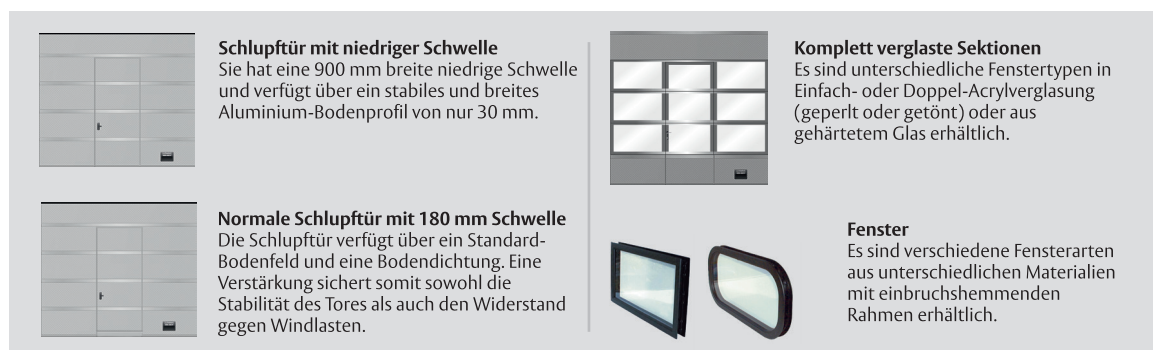 Schlupftür mit niedriger Schwelle
Sie hat eine 900 mm breite niedrige Schwelle
und verfügt über ein stabiles und breites
Aluminium-Bodenprofil von nur 30 mm.
Normale Schlupftür mit 180 mm Schwelle
Die Schlupftür verfügt über ein Standard-
Bodenfeld und eine Bodendichtung. Eine
Verstärkung sichert somit sowohl die
Stabilität des Tores als auch den Widerstand
gegen Windlasten.
Komplett verglaste Sektionen
Es sind unterschiedliche Fenstertypen in
Einfach- oder Doppel-Acrylverglasung
(geperlt oder getönt) oder aus
gehärtetem Glas erhältlich.
Fenster
Es sind verschiedene Fensterarten
aus unterschiedlichen Materialien
mit einbruchshemmenden
Rahmen erhältlich.